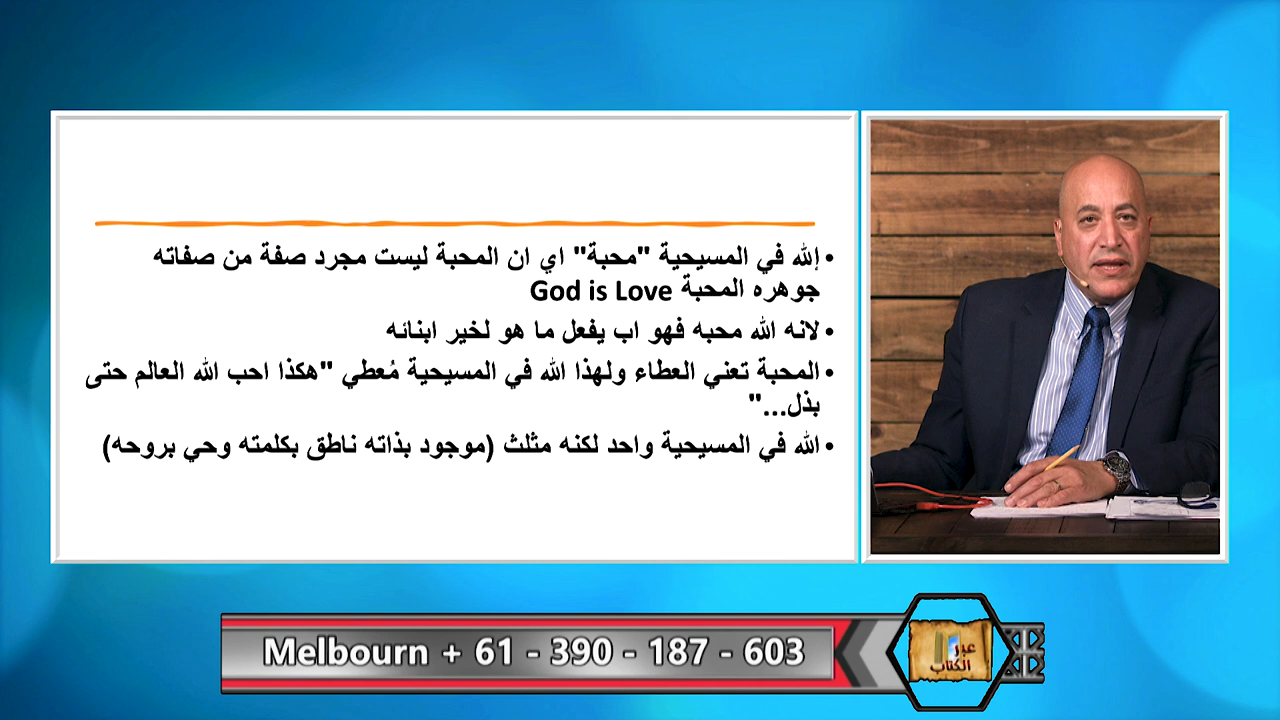 • إلله في المسيحية "محبة" اي ان المحبة ليست مجرد صفة من صفاته
جوهره المحبة God is Love
• لانه الله محبه فهو اب يفعل ما هو لخير ابنائه
• المحبة تعني العطاء ولهذا الله في المسيحية مُعطي "هكذا احب الله العالم حتى
بذل..."
• الله في المسيحية واحد لكنه مثلث (موجود بذاته ناطق بكلمته وحي بروحه)
Melbourn + 61 - 390 - 187 - 603
عبر
الكتاب